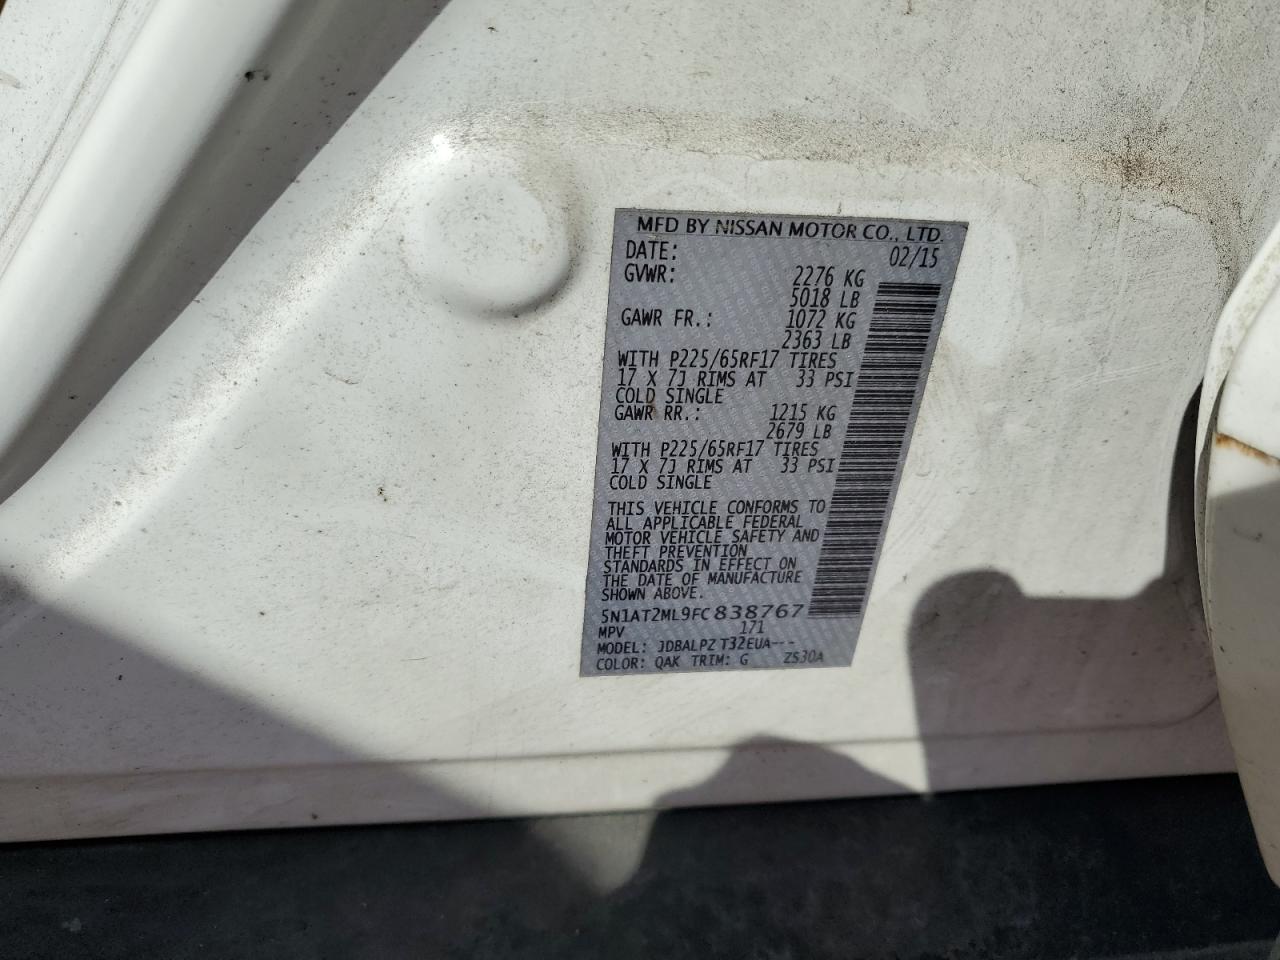 MFD BY NISSAN MOTOR CO., LTD.
DATE: 02/15
GVWR: 2276 KG
5018 LB
GAWR FR.: 1072 KG
2363 LB
WITH P225/65RF17 TIRES
17 X 7J RIMS AT 33 PSI
COLD SINGLE
GAWR RR.: 1215 KG
2679 LB
WITH P225/65RF17 TIRES
17 X 7J RIMS AT 33 PSI
COLD SINGLE
THIS VEHICLE CONFORMS TO
ALL APPLICABLE FEDERAL
MOTOR VEHICLE SAFETY AND
THEFT PREVENTION
STANDARDS IN EFFECT ON
THE DATE OF MANUFACTURE
SHOWN ABOVE.
5N1AT2ML9FC838767
MPV 171
MODEL: JDBALPZ T32EUA---
COLOR: QAK TRIM: G ZS30A